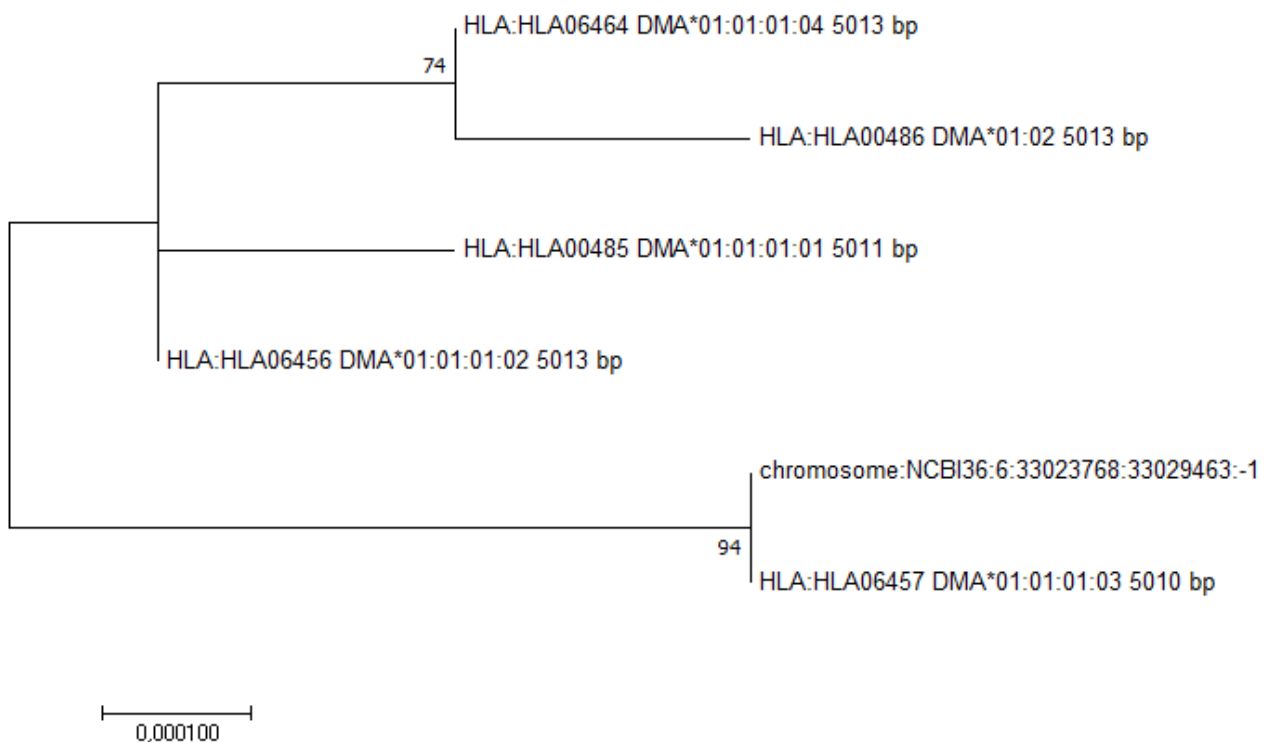 HLA:HLA06464 DMA*01:01:01:04 5013 bp
74
HLA:HLA00486 DMA*01:02 5013 bp
HLA:HLA00485 DMA*01:01:01:01 5011 bp
HLA:HLA06456 DMA*01:01:01:02 5013 bp
chromosome:NCBI36:6:33023768:33029463:-1
94
HLA:HLA06457 DMA*01:01:01:03 5010 bp
0,000100